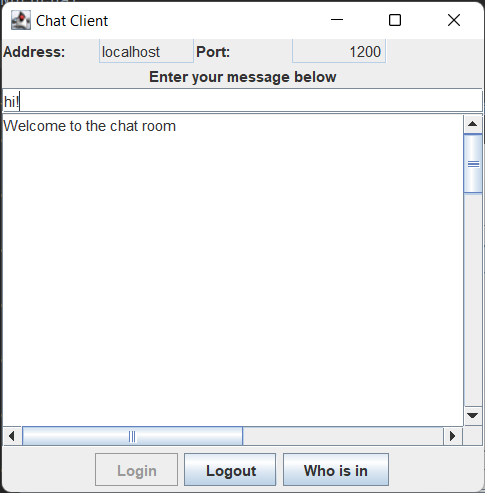 Chat Client
Address: localhost Port: 1200
Enter your message below
hi!
Welcome to the chat room
Login Logout Who is in